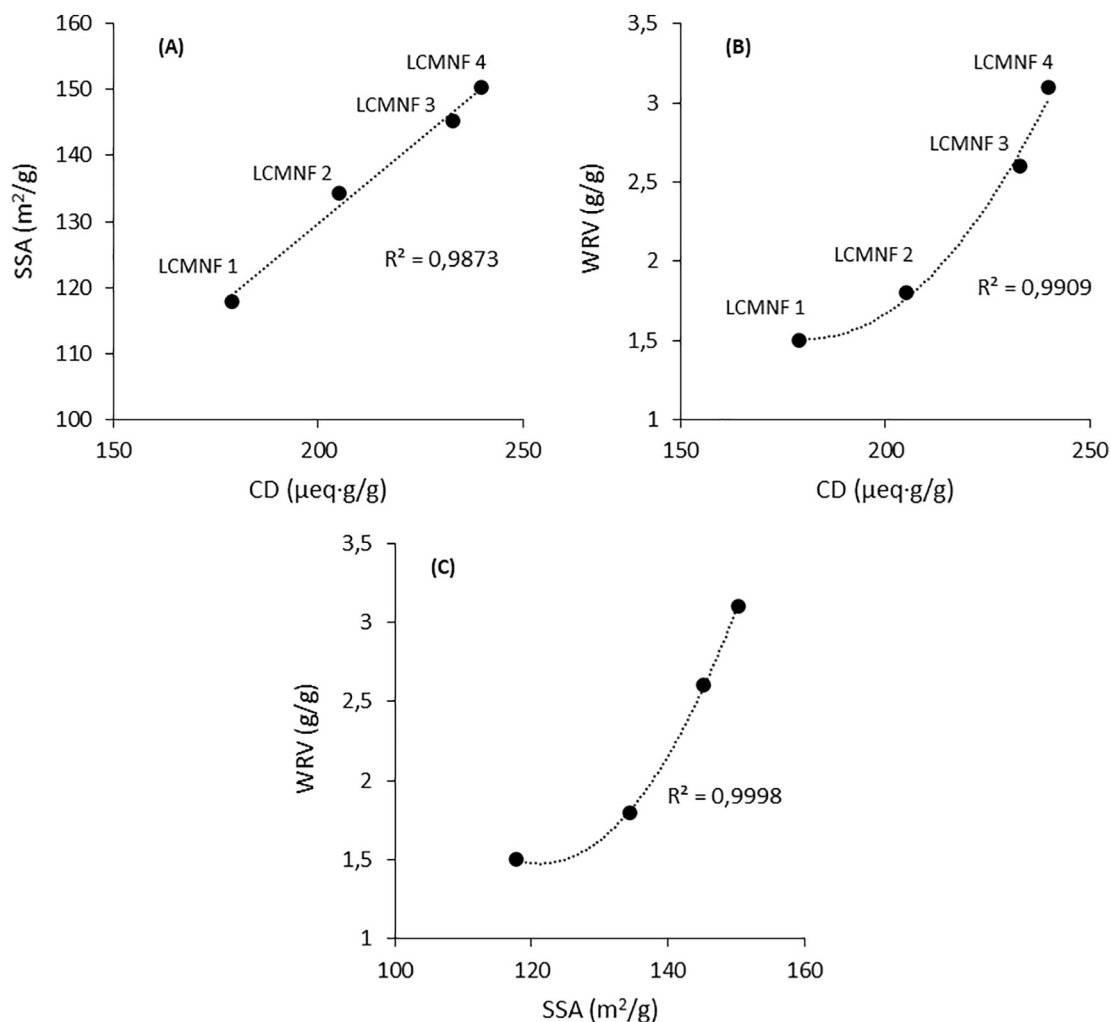 (A)
160
150
140
130
120
110
100
SSA (m²/g)
LCMNF 4
LCMNF 3
LCMNF 2
LCMNF 1
R² = 0,9873
150
200
250
CD (µeq·g/g)
(B)
3,5
3
2,5
2
1,5
1
WRV (g/g)
LCMNF 4
LCMNF 3
LCMNF 2
LCMNF 1
R² = 0,9909
150
200
250
CD (µeq·g/g)
(C)
3,5
3
2,5
2
1,5
1
WRV (g/g)
R² = 0,9998
100
120
140
160
SSA (m²/g)